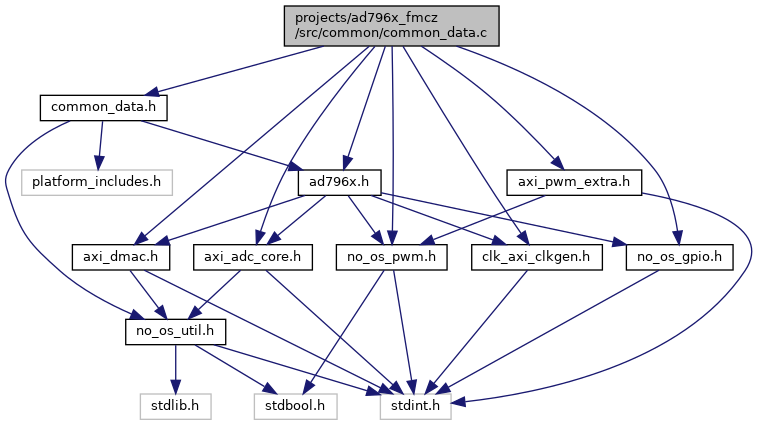 projects/ad796x_fmcz
/src/common/common_data.c
common_data.h
platform_includes.h
ad796x.h
axi_pwm_extra.h
axi_dmac.h
axi_adc_core.h
no_os_pwm.h
clk_axi_clkgen.h
no_os_gpio.h
no_os_util.h
stdlib.h
stdbool.h
stdint.h